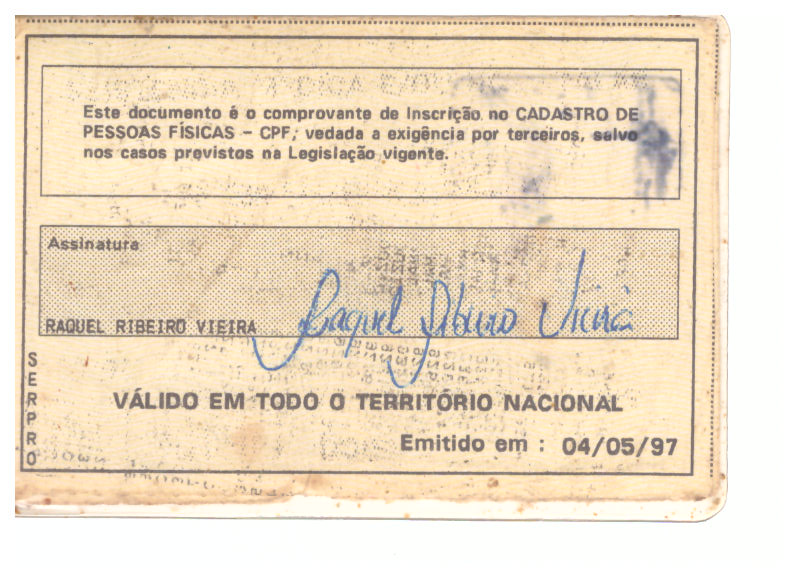 Este documento é o comprovante de Inscrição no CADASTRO DE
PESSOAS FÍSICAS – CPF, vedada a exigência por terceiros, salvo
nos casos previstos na Legislação vigente.
Assinatura
Raquel Ribeiro Vieira
RAQUEL RIBEIRO VIEIRA
SERPRO
VÁLIDO EM TODO O TERRITÓRIO NACIONAL
Emitido em : 04/05/97